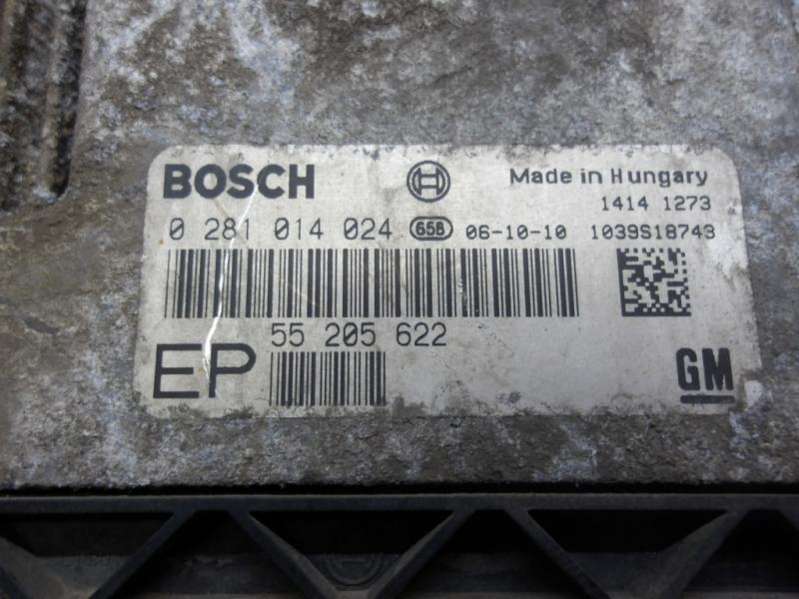 BOSCH Made in Hungary
1414 1273
0 281 014 024 658 06-10-10 1039S18743
55 205 622
EP GM